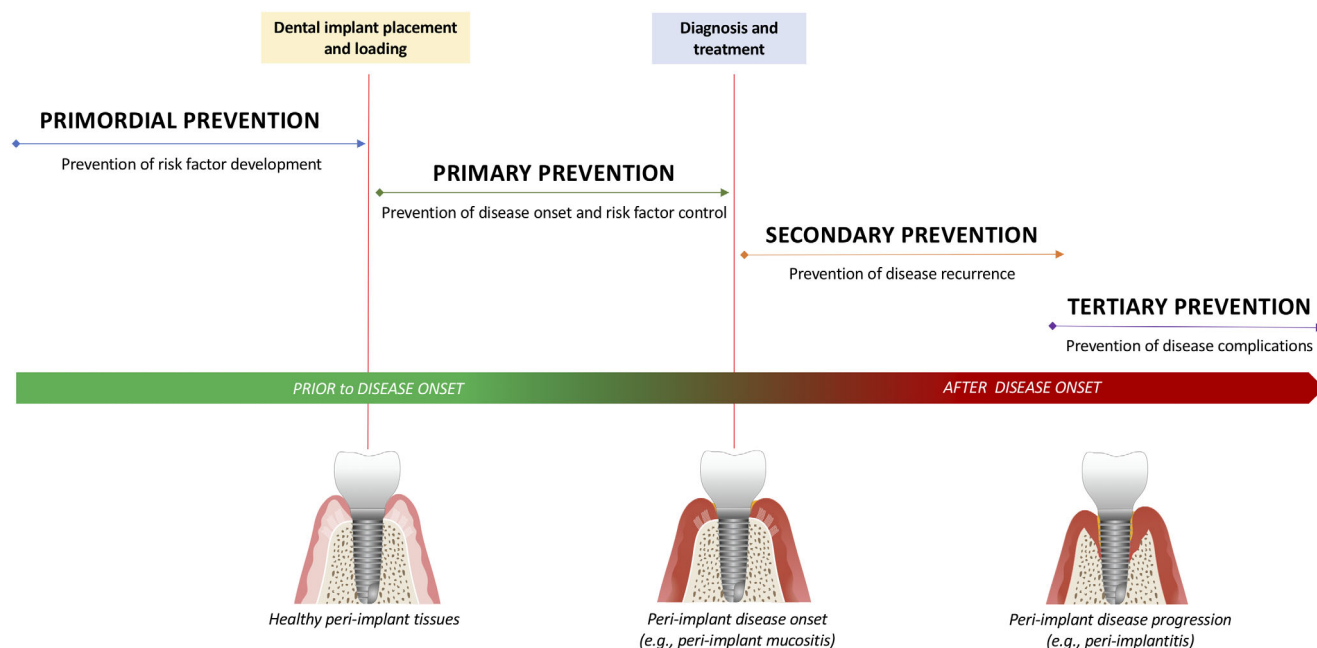 Dental implant placement
and loading
Diagnosis and
treatment
PRIMORDIAL PREVENTION
Prevention of risk factor development
PRIMARY PREVENTION
Prevention of disease onset and risk factor control
SECONDARY PREVENTION
Prevention of disease recurrence
TERTIARY PREVENTION
Prevention of disease complications
PRIOR to DISEASE ONSET
AFTER DISEASE ONSET
Healthy peri-implant tissues
Peri-implant disease onset
(e.g., peri-implant mucositis)
Peri-implant disease progression
(e.g., peri-implantitis)